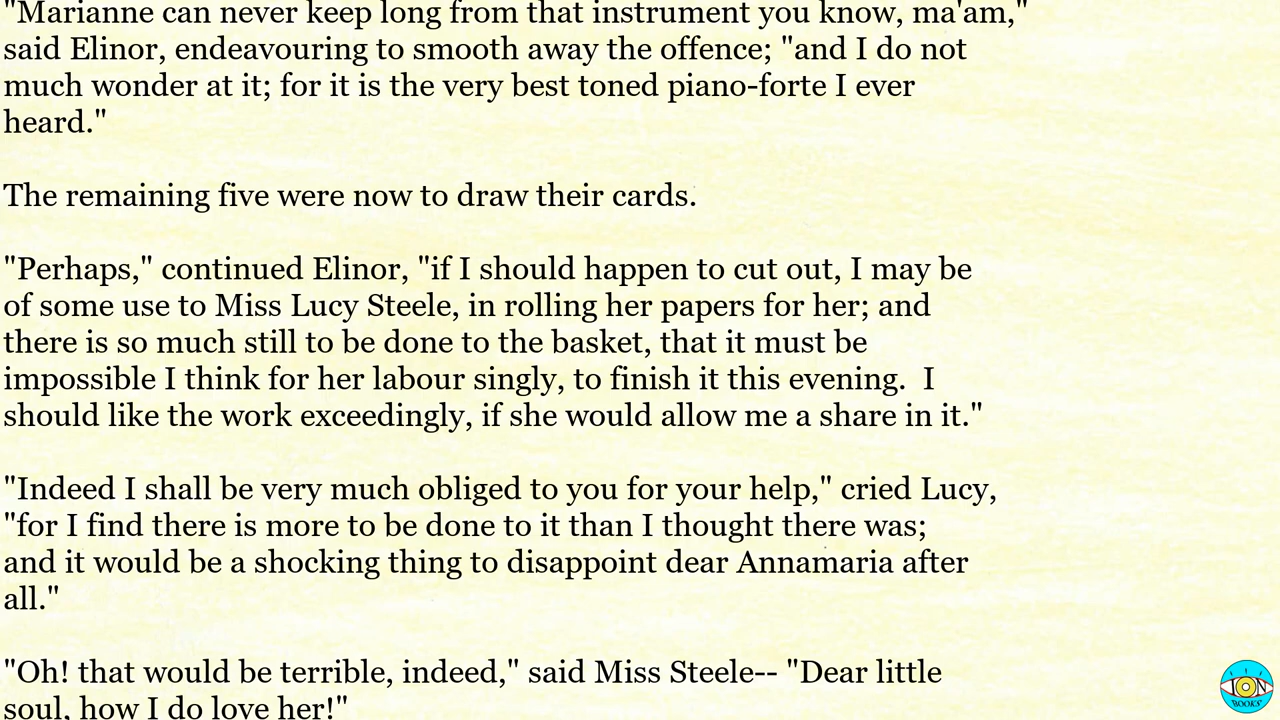 "Marianne can never keep long from that instrument you know, ma'am,"
said Elinor, endeavouring to smooth away the offence; "and I do not
much wonder at it; for it is the very best toned piano-forte I ever
heard."
The remaining five were now to draw their cards.
"Perhaps," continued Elinor, "if I should happen to cut out, I may be
of some use to Miss Lucy Steele, in rolling her papers for her; and
there is so much still to be done to the basket, that it must be
impossible I think for her labour singly, to finish it this evening.  I
should like the work exceedingly, if she would allow me a share in it."
"Indeed I shall be very much obliged to you for your help," cried Lucy,
"for I find there is more to be done to it than I thought there was;
and it would be a shocking thing to disappoint dear Annamaria after
all."
"Oh! that would be terrible, indeed," said Miss Steele-- "Dear little
soul, how I do love her!"
ION
BOOKS